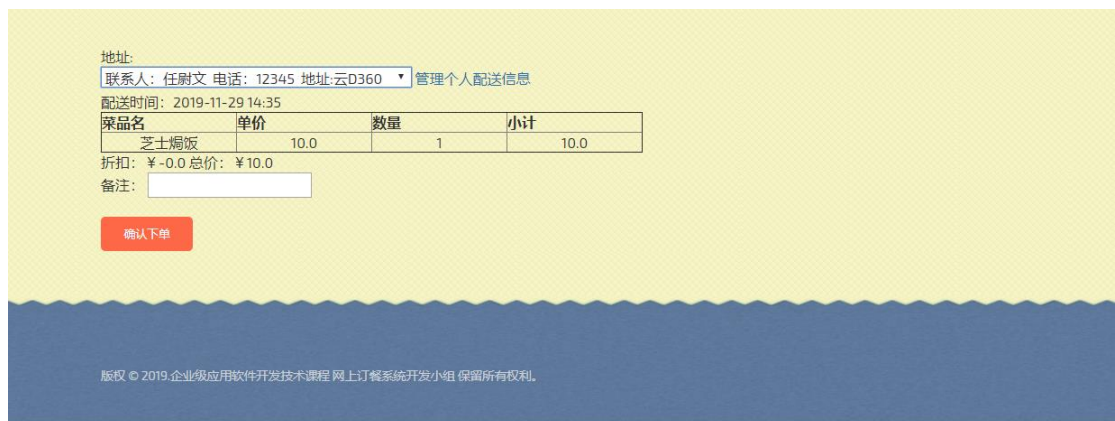 地址:
联系人：任尉文 电话：12345 地址:云D360 管理个人配送信息
配送时间：2019-11-29 14:35
菜品名 单价 数量 小计
芝士焗饭 10.0 1 10.0
折扣：￥-0.0 总价：￥10.0
备注：
确认下单
版权 © 2019.企业级应用软件开发技术课程 网上订餐系统开发小组 保留所有权利。